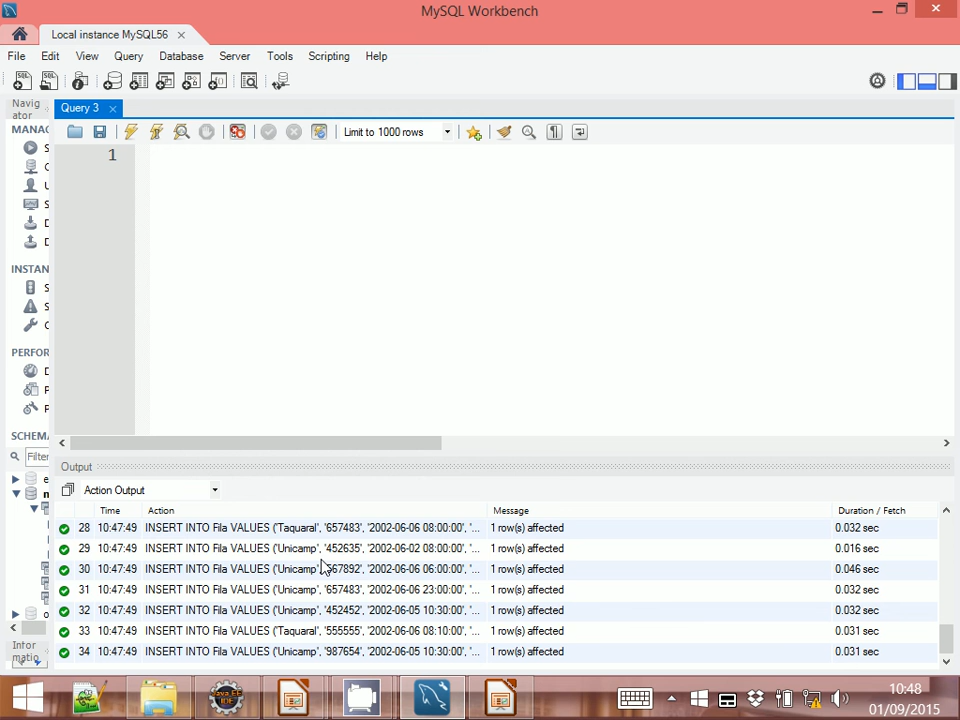 MySQL Workbench
Local instance MySQL56
File Edit View Query Database Server Tools Scripting Help
Navig
ator
Query 3
MANAC
Limit to 1000 rows
1
S
C
U
S
D
D
INSTAN
S
S
C
PERFOR
D
P
P
SCHEMA
Filter
e
m
o
Infor
matio
Output
Action Output
Time Action Message Duration / Fetch
28 10:47:49 INSERT INTO Fila VALUES ('Taquaral', '657483', '2002-06-06 08:00:00', '... 1 row(s) affected 0.032 sec
29 10:47:49 INSERT INTO Fila VALUES ('Unicamp', '452635', '2002-06-02 08:00:00', '... 1 row(s) affected 0.016 sec
30 10:47:49 INSERT INTO Fila VALUES ('Unicamp', '567892', '2002-06-06 06:00:00', '... 1 row(s) affected 0.046 sec
31 10:47:49 INSERT INTO Fila VALUES ('Unicamp', '657483', '2002-06-06 23:00:00', '... 1 row(s) affected 0.032 sec
32 10:47:49 INSERT INTO Fila VALUES ('Unicamp', '452452', '2002-06-05 10:30:00', '... 1 row(s) affected 0.032 sec
33 10:47:49 INSERT INTO Fila VALUES ('Taquaral', '555555', '2002-06-06 08:10:00', '... 1 row(s) affected 0.031 sec
34 10:47:49 INSERT INTO Fila VALUES ('Unicamp', '987654', '2002-06-05 10:30:00', '... 1 row(s) affected 0.031 sec
Java EE
IDE
10:48
01/09/2015